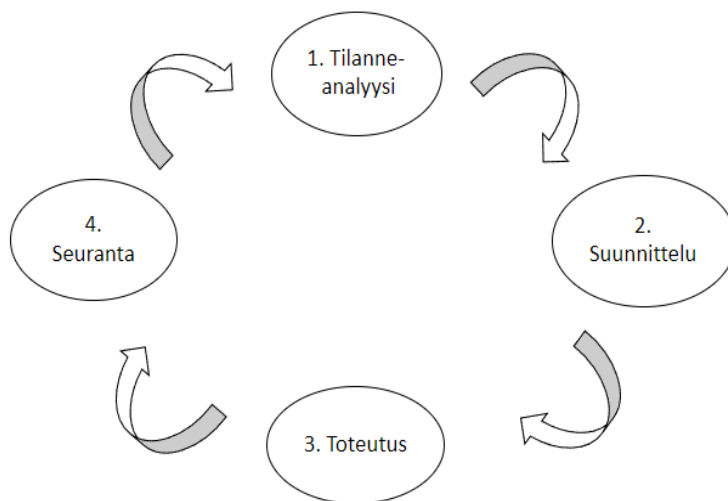 1. Tilanne-
analyysi
2.
Suunnittelu
3. Toteutus
4.
Seuranta